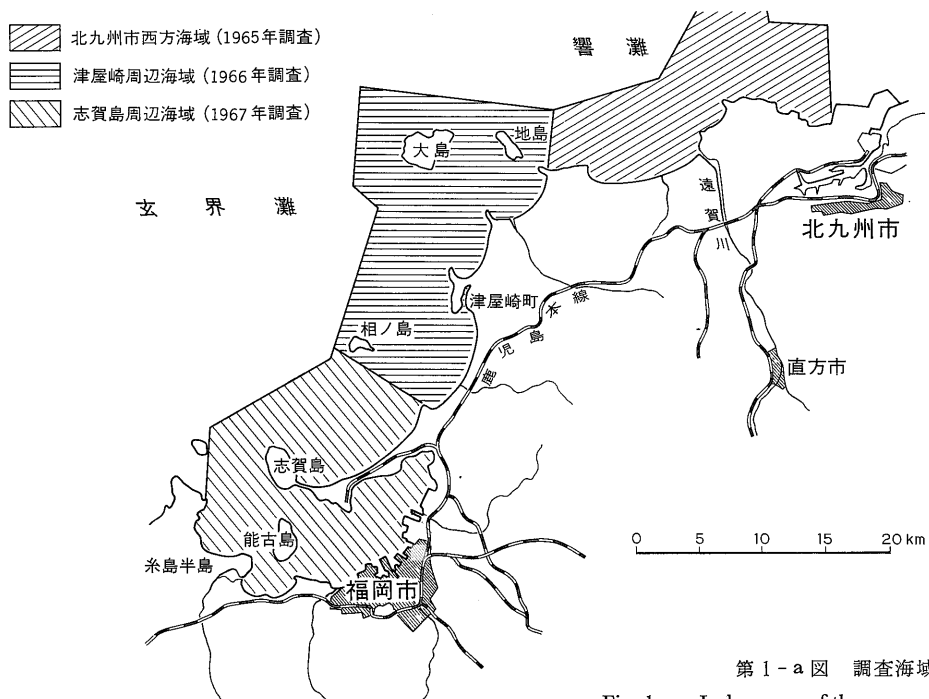 北九州市西方海域 (1965年調査)
津屋崎周辺海域 (1966年調査)
志賀島周辺海域 (1967年調査)
響灘
地島
大島
玄界灘
遠賀川
北九州市
津屋崎町
鹿児島本線
相ノ島
直方市
志賀島
能古島
糸島半島
福岡市
0 5 10 15 20 km
第1-a図 調査海域